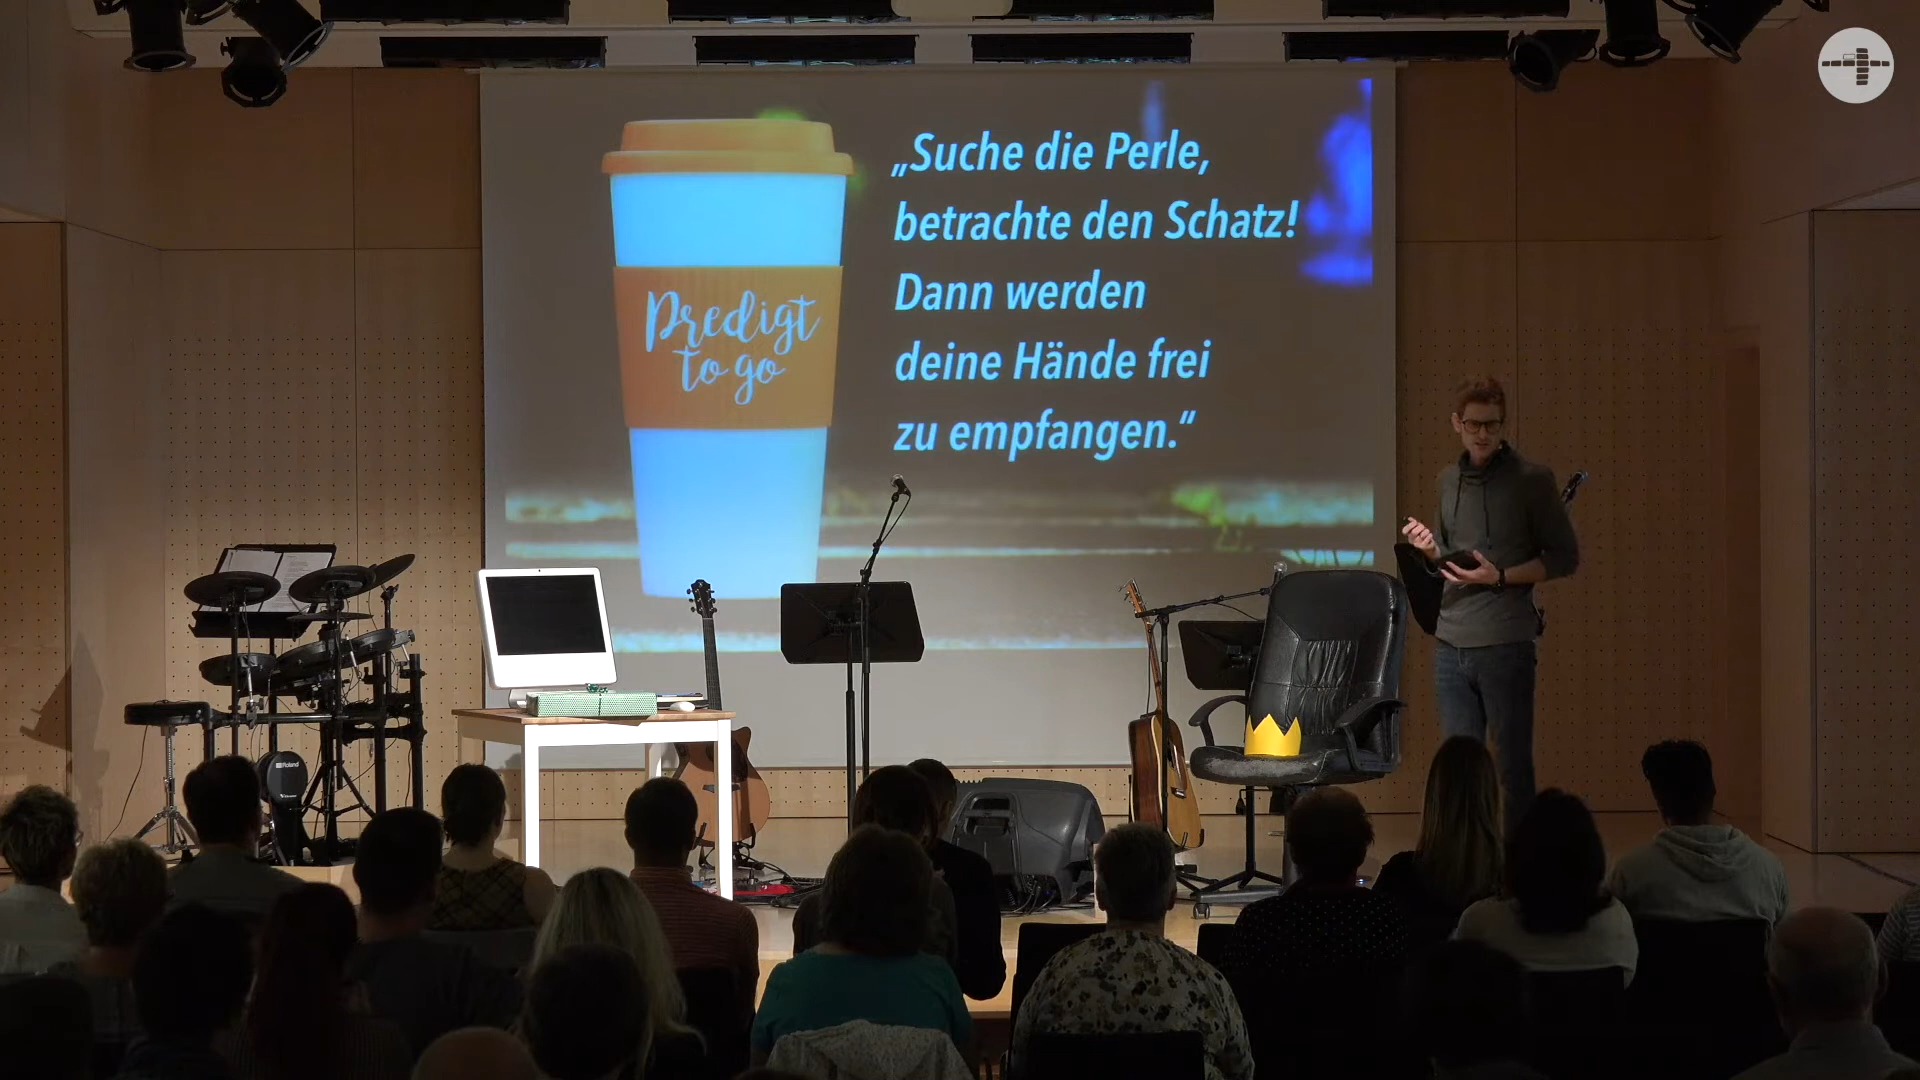 „Suche die Perle,
betrachte den Schatz!
Dann werden
deine Hände frei
zu empfangen.“
Predigt
to go
Roland